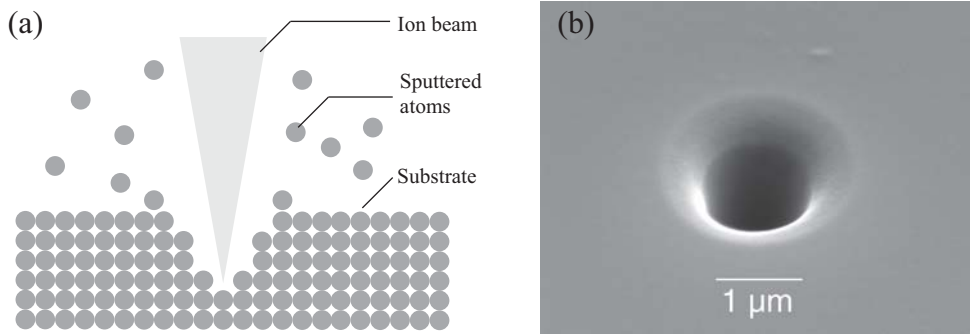 (a)
Ion beam
Sputtered
atoms
Substrate
(b)
1 μm